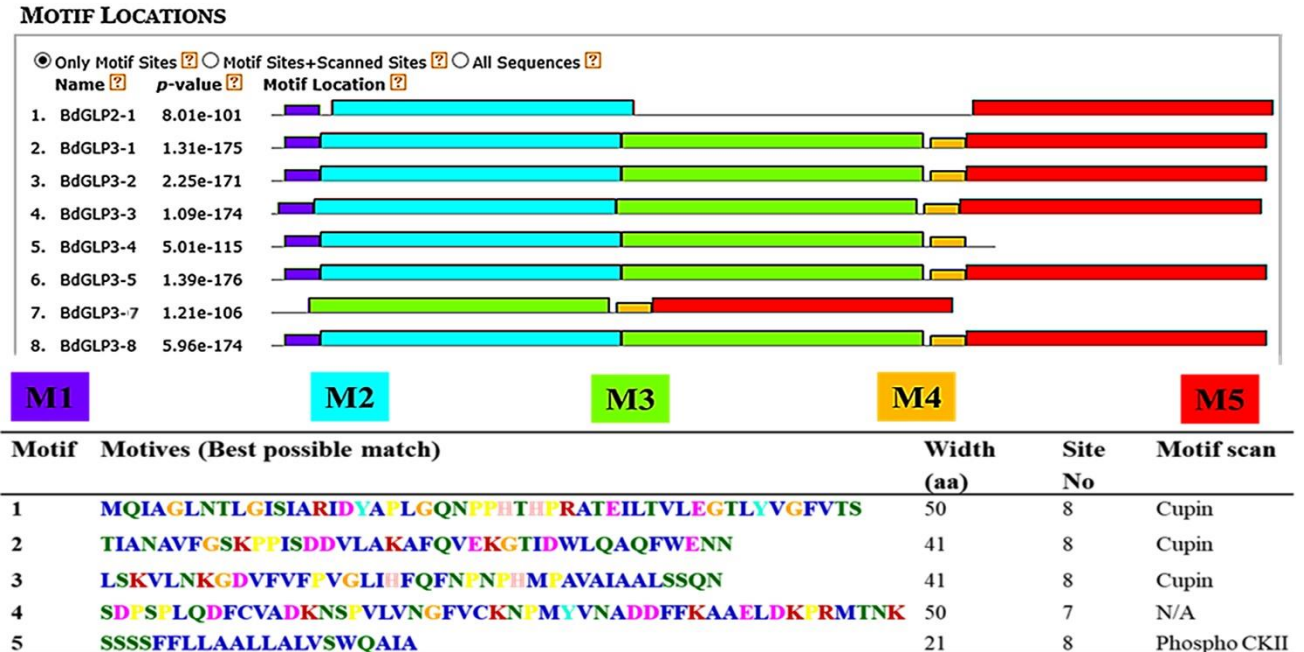 MOTIF LOCATIONS
Only Motif Sites ? Motif Sites+Scanned Sites ? All Sequences ?
Name ? p-value ? Motif Location ?
1. BdGLP2-1 8.01e-101
2. BdGLP3-1 1.31e-175
3. BdGLP3-2 2.25e-171
4. BdGLP3-3 1.09e-174
5. BdGLP3-4 5.01e-115
6. BdGLP3-5 1.39e-176
7. BdGLP3-7 1.21e-106
8. BdGLP3-8 5.96e-174
M1 M2 M3 M4 M5
Motif Motives (Best possible match) Width (aa) Site No Motif scan
1 MQIAGLNTLGISIARIDYAPLGQNPPHTHPRATEILTVLEGTLYVGFVTS 50 8 Cupin
2 TIANAVFGSKPPISDDVLAKAFQVEKGTIDWLQAQFWENN 41 8 Cupin
3 LSKVLNKGDVFVFPVGLIHFQFNPNPHMPAVAIAALSSQN 41 8 Cupin
4 SDPSPLQDFCVADKNSPVLVNGFVCKNPMYVNADDFFKAAELDKPRMTNK 50 7 N/A
5 SSSSFFLLAALLALVSWQAIA 21 8 Phospho CKII